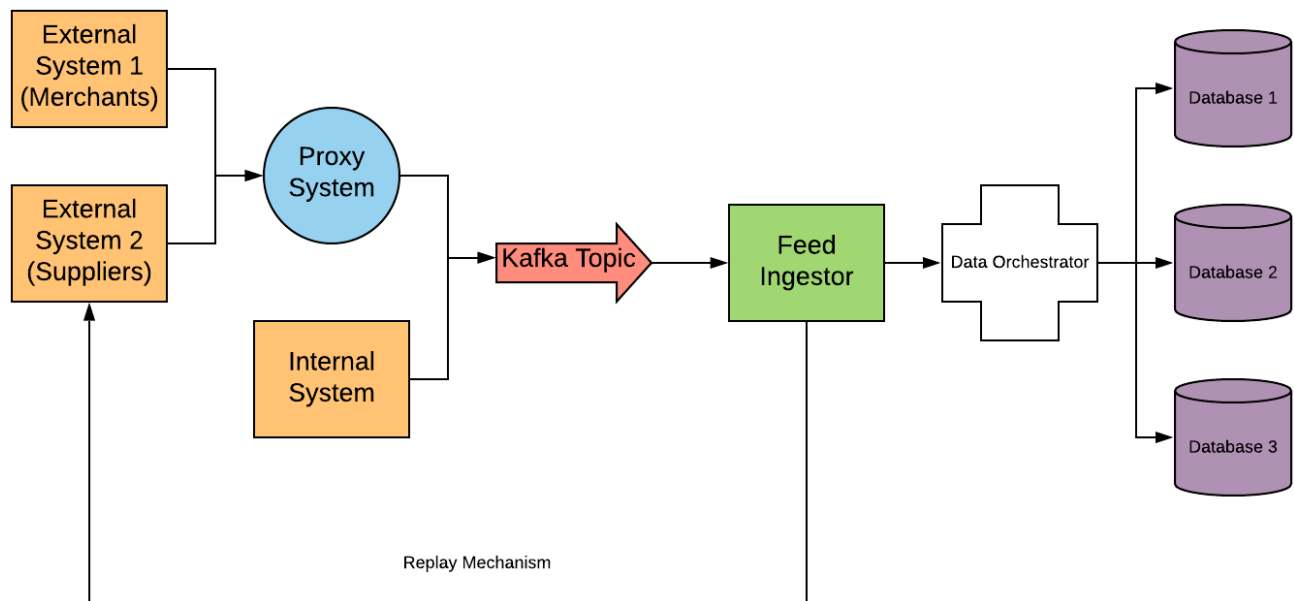 External
System 1
(Merchants)
External
System 2
(Suppliers)
Proxy
System
Internal
System
Kafka Topic
Feed
Ingestor
Data Orchestrator
Database 1
Database 2
Database 3
Replay Mechanism